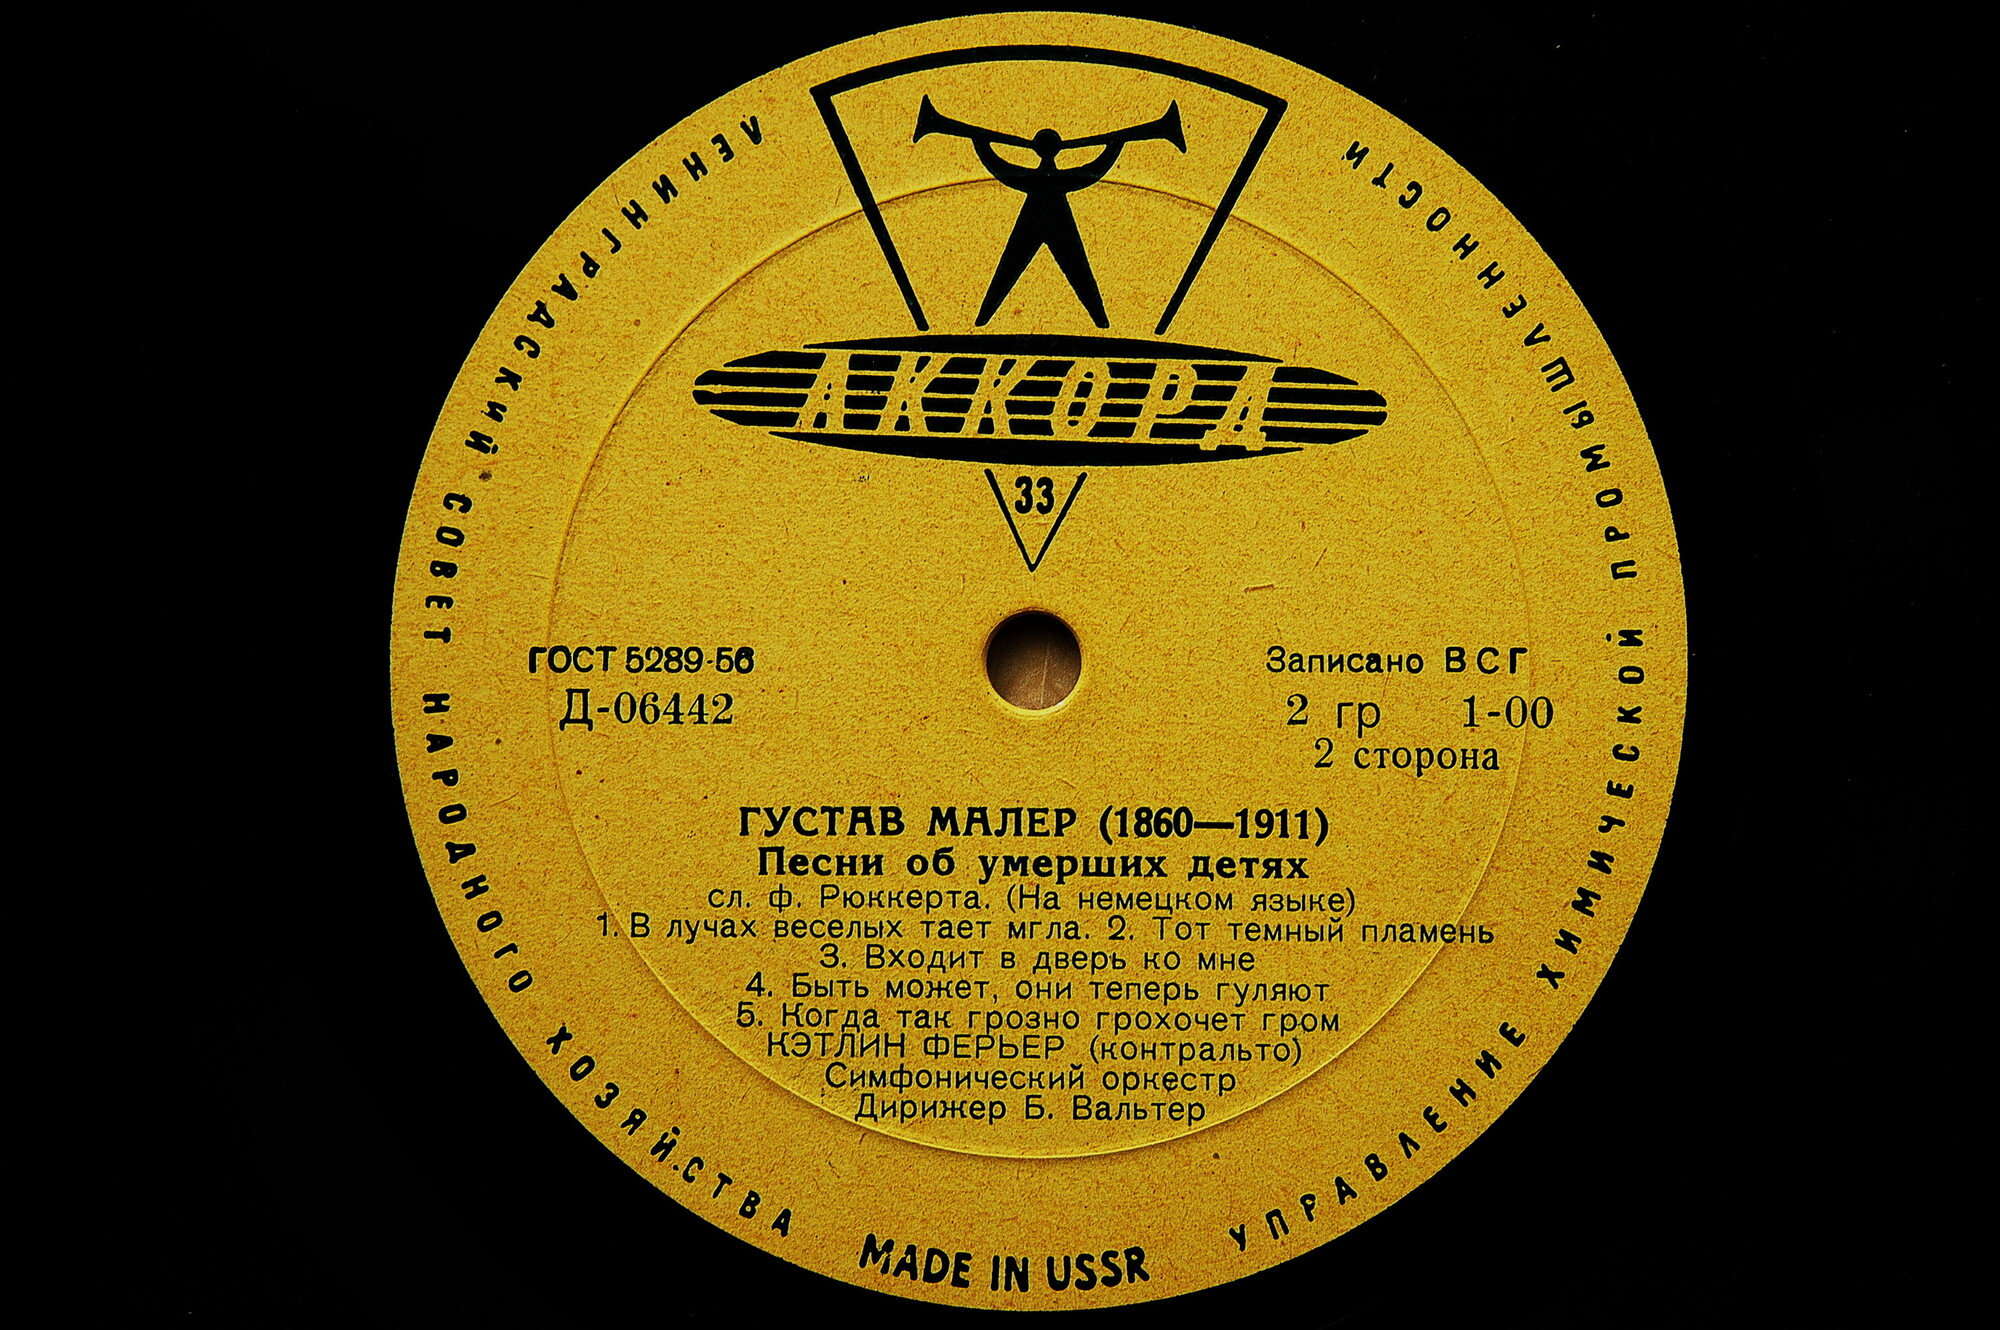 ЛЕНИНГРАДСКИЙ СОВЕТ НАРОДНОГО ХОЗЯЙСТВА
УПРАВЛЕНИЕ ХИМИЧЕСКОЙ ПРОМЫШЛЕННОСТИ
АККОРД
33
ГОСТ 5289-56
Д-06442
Записано ВСГ
2 гр 1-00
2 сторона
ГУСТАВ МАЛЕР (1860—1911)
Песни об умерших детях
сл. ф. Рюккерта. (На немецком языке)
1. В лучах веселых тает мгла. 2. Тот темный пламень
3. Входит в дверь ко мне
4. Быть может, они теперь гуляют
5. Когда так грозно грохочет гром
КЭТЛИН ФЕРЬЕР (контральто)
Симфонический оркестр
Дирижер Б. Вальтер
MADE IN USSR